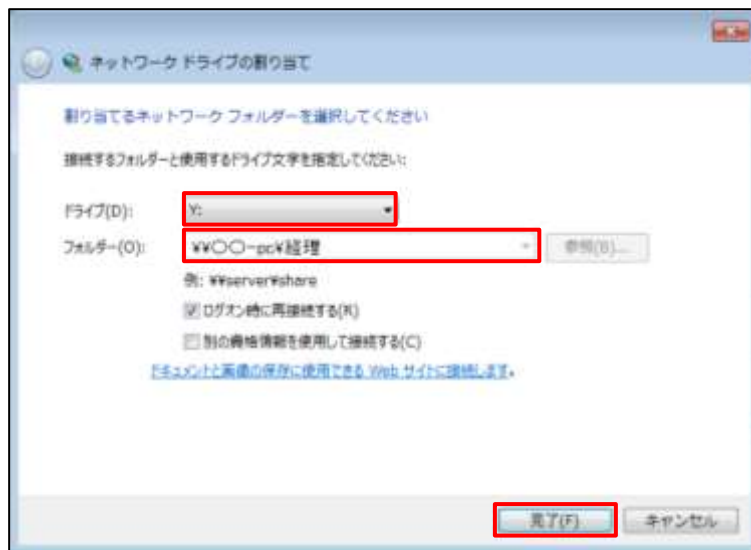 ネットワーク ドライブの割り当て
割り当てるネットワーク フォルダーを選択してください
接続するフォルダーと使用するドライブ文字を指定してください:
ドライブ(D):
Y:
フォルダー(O):
¥¥〇〇-pc¥経理
参照(B)...
例: ¥¥server¥share
ログオン時に再接続する(R)
別の資格情報を使用して接続する(C)
ドキュメントと画像の保存に使用できる Web サイトに接続します。
完了(F)
キャンセル